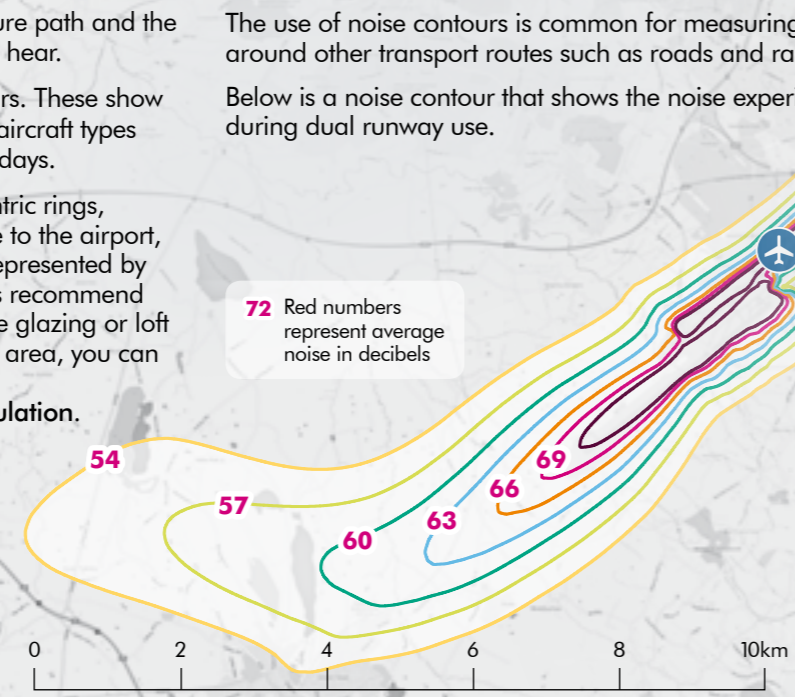 ure path and the
hear.
rs. These show
aircraft types
days.
tric rings,
e to the airport,
epresented by
s recommend
e glazing or loft
area, you can
ulation.
The use of noise contours is common for measuring
around other transport routes such as roads and ra
Below is a noise contour that shows the noise exper
during dual runway use.
72 Red numbers
represent average
noise in decibels
54
57
60
63
66
69
0 2 4 6 8 10km